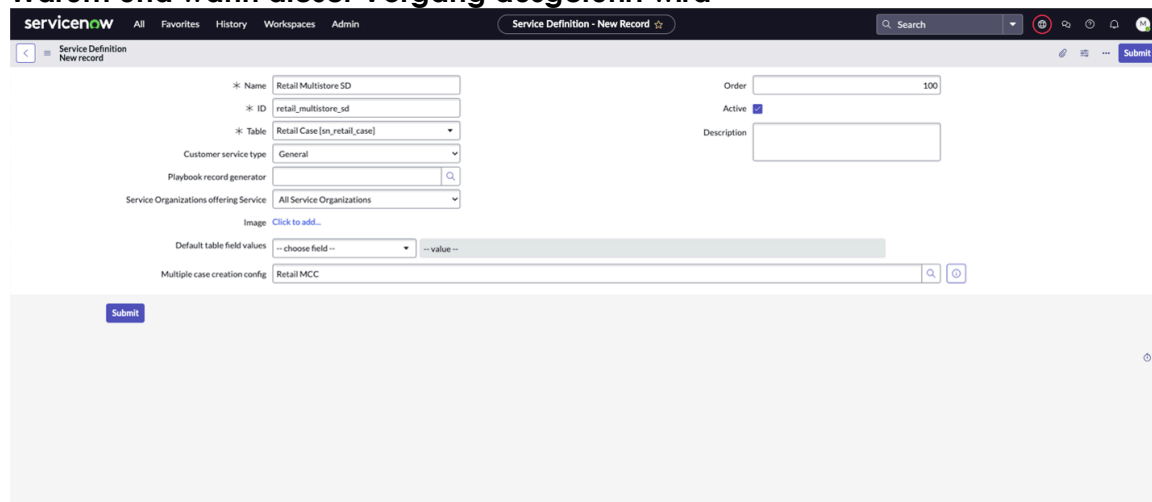 Warum und wann dieser Vorgang ausgeführt wird
servicenow All Favorites History Workspaces Admin Service Definition - New Record ☆ Search
Service Definition
New record Submit
* Name Retail Multistore SD Order 100
* ID retail_multistore_sd Active
* Table Retail Case [sn_retail_case] Description
Customer service type General
Playbook record generator
Service Organizations offering Service All Service Organizations
Image Click to add...
Default table field values -- choose field -- -- value --
Multiple case creation config Retail MCC
Submit